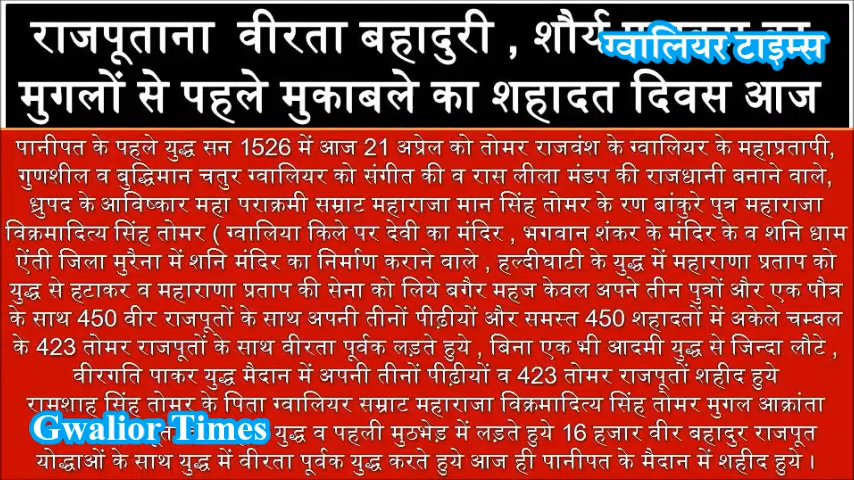 राजपूताना वीरता बहादुरी , शौर्य का
ग्वालियर टाइम्स
मुगलों से पहले मुकाबले का शहादत दिवस आज
पानीपत के पहले युद्ध सन 1526 में आज 21 अप्रेल को तोमर राजवंश के ग्वालियर के महाप्रतापी,
गुणशील व बुद्धिमान चतुर ग्वालियर को संगीत की व रास लीला मंडप की राजधानी बनाने वाले,
ध्रुपद के आविष्कार महा पराक्रमी सम्राट महाराजा मान सिंह तोमर के रण बांकुरे पुत्र महाराजा
विक्रमादित्य सिंह तोमर ( ग्वालिया किले पर देवी का मंदिर , भगवान शंकर के मंदिर के व शनि धाम
ऐंती जिला मुरैना में शनि मंदिर का निर्माण कराने वाले , हल्दीघाटी के युद्ध में महाराणा प्रताप को
युद्ध से हटाकर व महाराणा प्रताप की सेना को लिये बगैर महज केवल अपने तीन पुत्रों और एक पौत्र
के साथ 450 वीर राजपूतों के साथ अपनी तीनों पीढ़ीयों और समस्त 450 शहादतों में अकेले चम्बल
के 423 तोमर राजपूतों के साथ वीरता पूर्वक लड़ते हुये , बिना एक भी आदमी युद्ध से जिन्दा लौटे ,
वीरगति पाकर युद्ध मैदान में अपनी तीनों पीढ़ीयों व 423 तोमर राजपूतों शहीद हुये
रामशाह सिंह तोमर के पिता ग्वालियर सम्राट महाराजा विक्रमादित्य सिंह तोमर मुगल आक्रांता
Gwalior Times
युद्ध व पहली मुठभेड़ में लड़ते हुये 16 हजार वीर बहादुर राजपूत
योद्धाओं के साथ युद्ध में वीरता पूर्वक युद्ध करते हुये आज ही पानीपत के मैदान में शहीद हुये ।